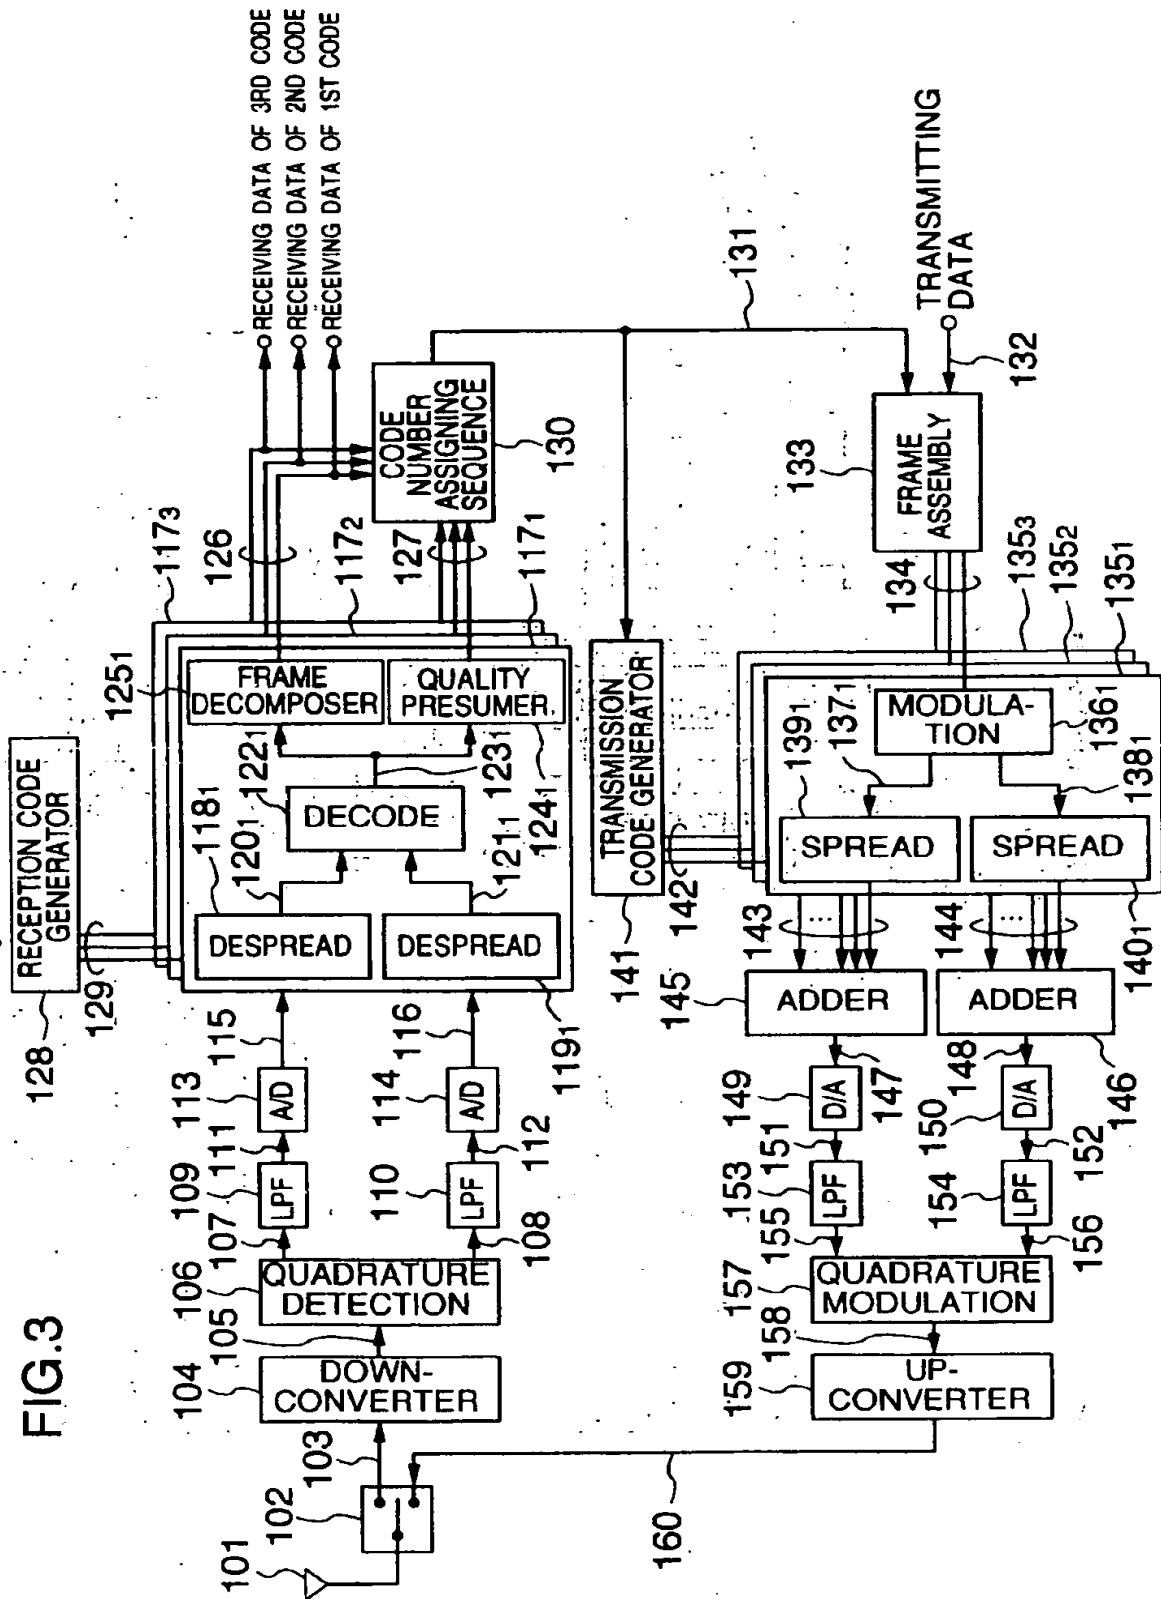 FIG.3
101
102
103
DOWN-
CONVERTER
104
105
QUADRATURE
DETECTION
106
107
108
LPF
109
LPF
110
111
112
A/D
113
A/D
114
115
116
RECEPTION CODE
GENERATOR
128
129
DESPREAD
118₁
DESPREAD
119₁
120₁
121₁
DECODE
122₁
123₁
FRAME
DECOMPOSER
125₁
QUALITY
PRESUMER
124₁
117₃
117₂
117₁
126
127
CODE
NUMBER
ASSIGNING
SEQUENCE
130
RECEIVING DATA OF 3RD CODE
RECEIVING DATA OF 2ND CODE
RECEIVING DATA OF 1ST CODE
131
TRANSMITTING
DATA
132
FRAME
ASSEMBLY
133
134
135₃
135₂
135₁
MODULA-
TION
136₁
137₁
138₁
SPREAD
139₁
SPREAD
140₁
TRANSMISSION
CODE GENERATOR
141
142
143
144
ADDER
145
ADDER
146
147
148
D/A
149
D/A
150
151
152
LPF
153
LPF
154
155
156
QUADRATURE
MODULATION
157
158
UP-
CONVERTER
159
160